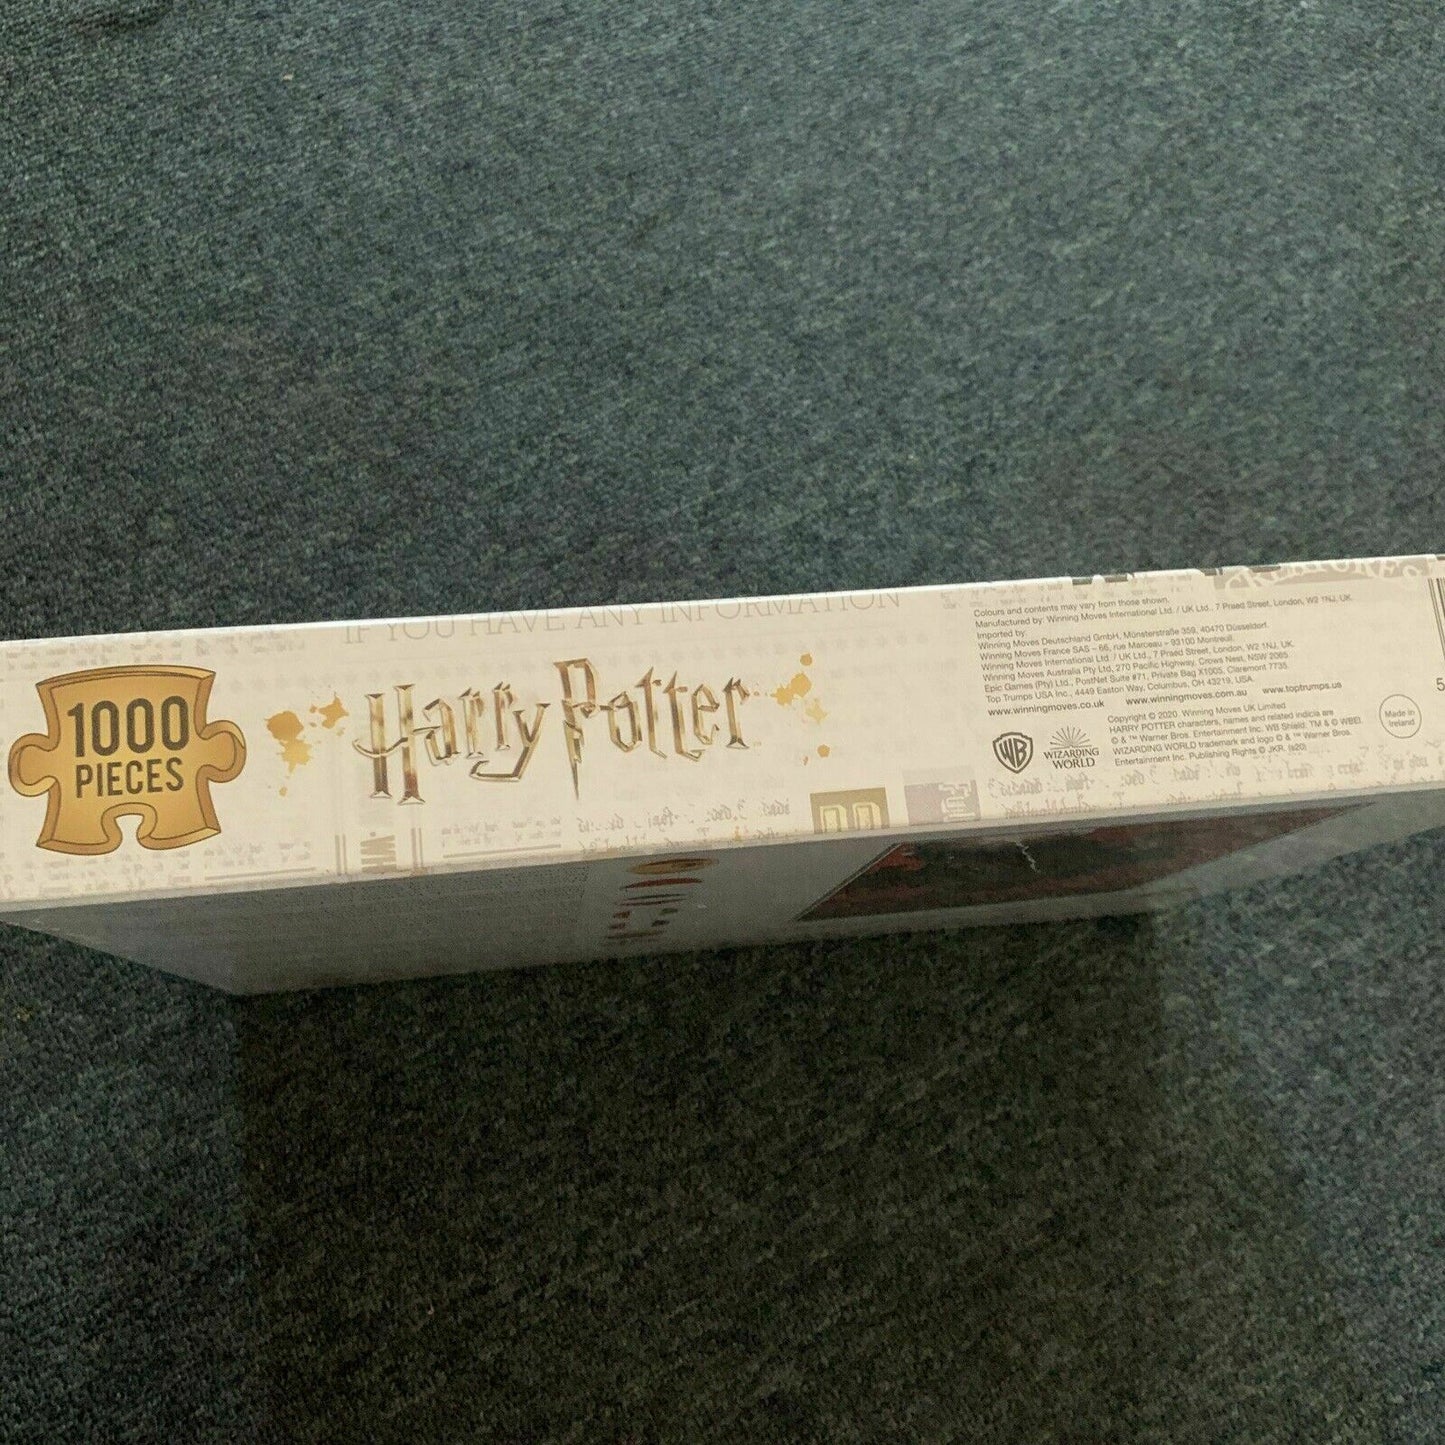 IF YOU HAVE ANY INFORMATION
1000
PIECES
Harry Potter
Colours and contents may vary from those shown.
Manufactured by: Winning Moves International Ltd. / UK Ltd., 7 Praed Street, London, W2 1NJ, UK.
Imported by
Winning Moves Deutschland GmbH, Münsterstraße 359, 40470 Düsseldorf.
Winning Moves France SAS – 66, rue Marceau - 93100 Montreuil.
Winning Moves International Ltd. / UK Ltd., 7 Praed Street, London, W2 1NJ, UK.
Winning Moves Australia Pty Ltd, 270 Pacific Highway, Crows Nest, NSW 2065.
Epic Games (Pty) Ltd., PostNet Suite #71, Private Bag X1005, Claremont 7735.
Top Trumps USA Inc., 4449 Easton Way, Columbus, OH 43219, USA.
www.winningmoves.co.uk www.winningmoves.com.au www.toptrumps.us
WB
WIZARDING
WORLD
Copyright © 2020 Winning Moves UK Limited
HARRY POTTER characters, names and related indicia are
© & ™ Warner Bros. Entertainment Inc. WB Shield: TM & © WBEI.
WIZARDING WORLD trademark and logo © & ™ Warner Bros.
Entertainment Inc. Publishing Rights © JKR. (s20)
Made in
Ireland
5